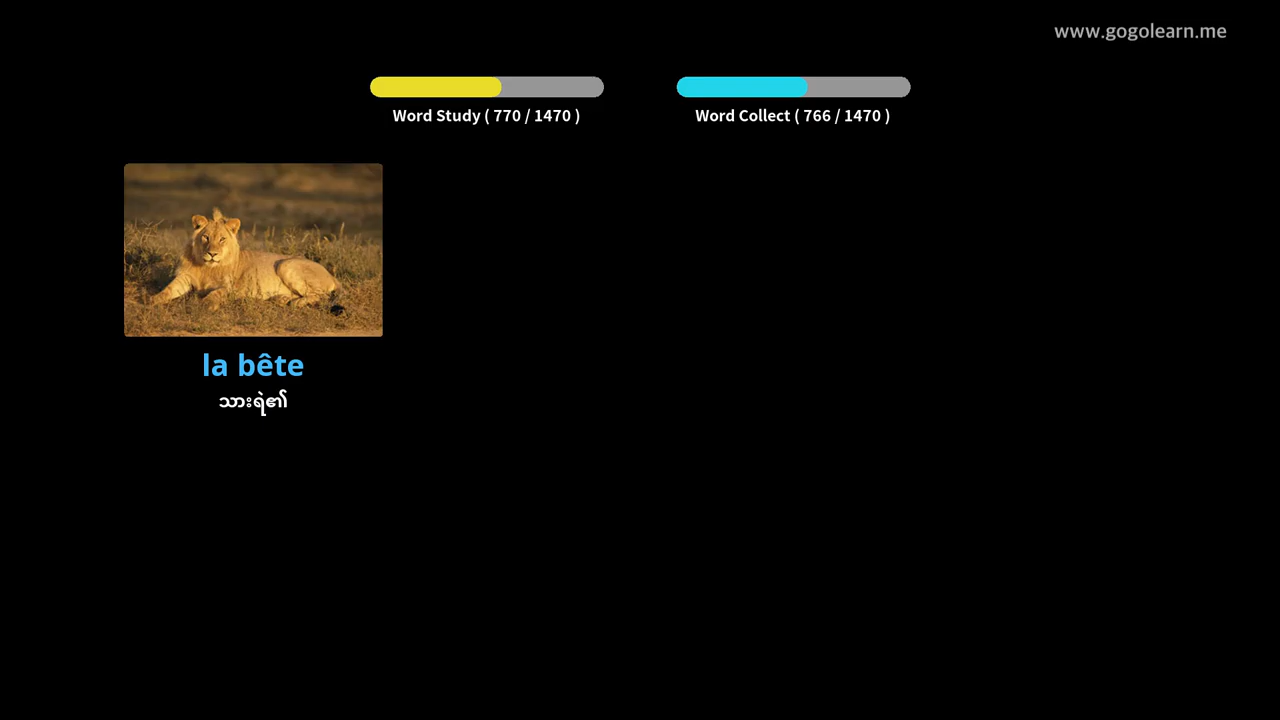 www.gogolearn.me
Word Study ( 770 / 1470 )
Word Collect ( 766 / 1470 )
la bête
သားရဲ၏